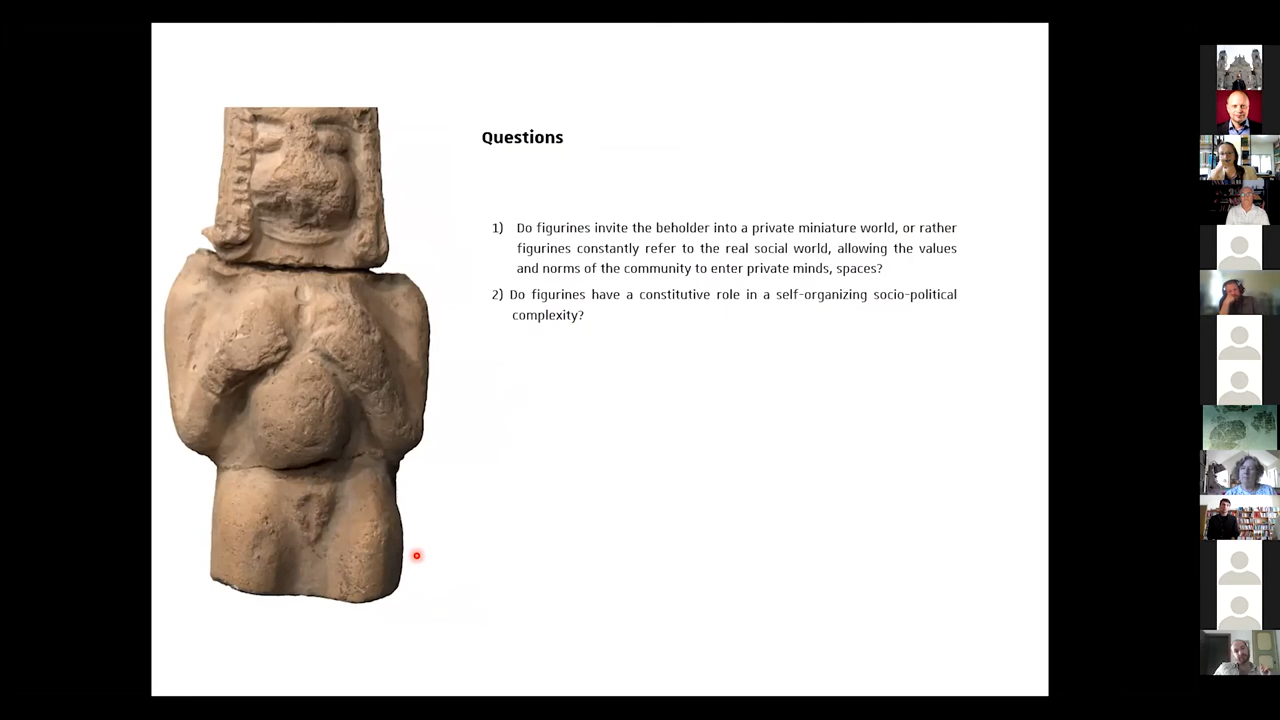 Questions
1) Do figurines invite the beholder into a private miniature world, or rather
figurines constantly refer to the real social world, allowing the values
and norms of the community to enter private minds, spaces?
2) Do figurines have a constitutive role in a self-organizing socio-political
complexity?